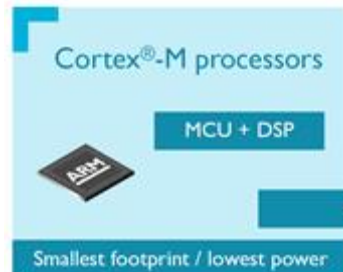 Cortex®-M processors
MCU + DSP
ARM
Smallest footprint / lowest power